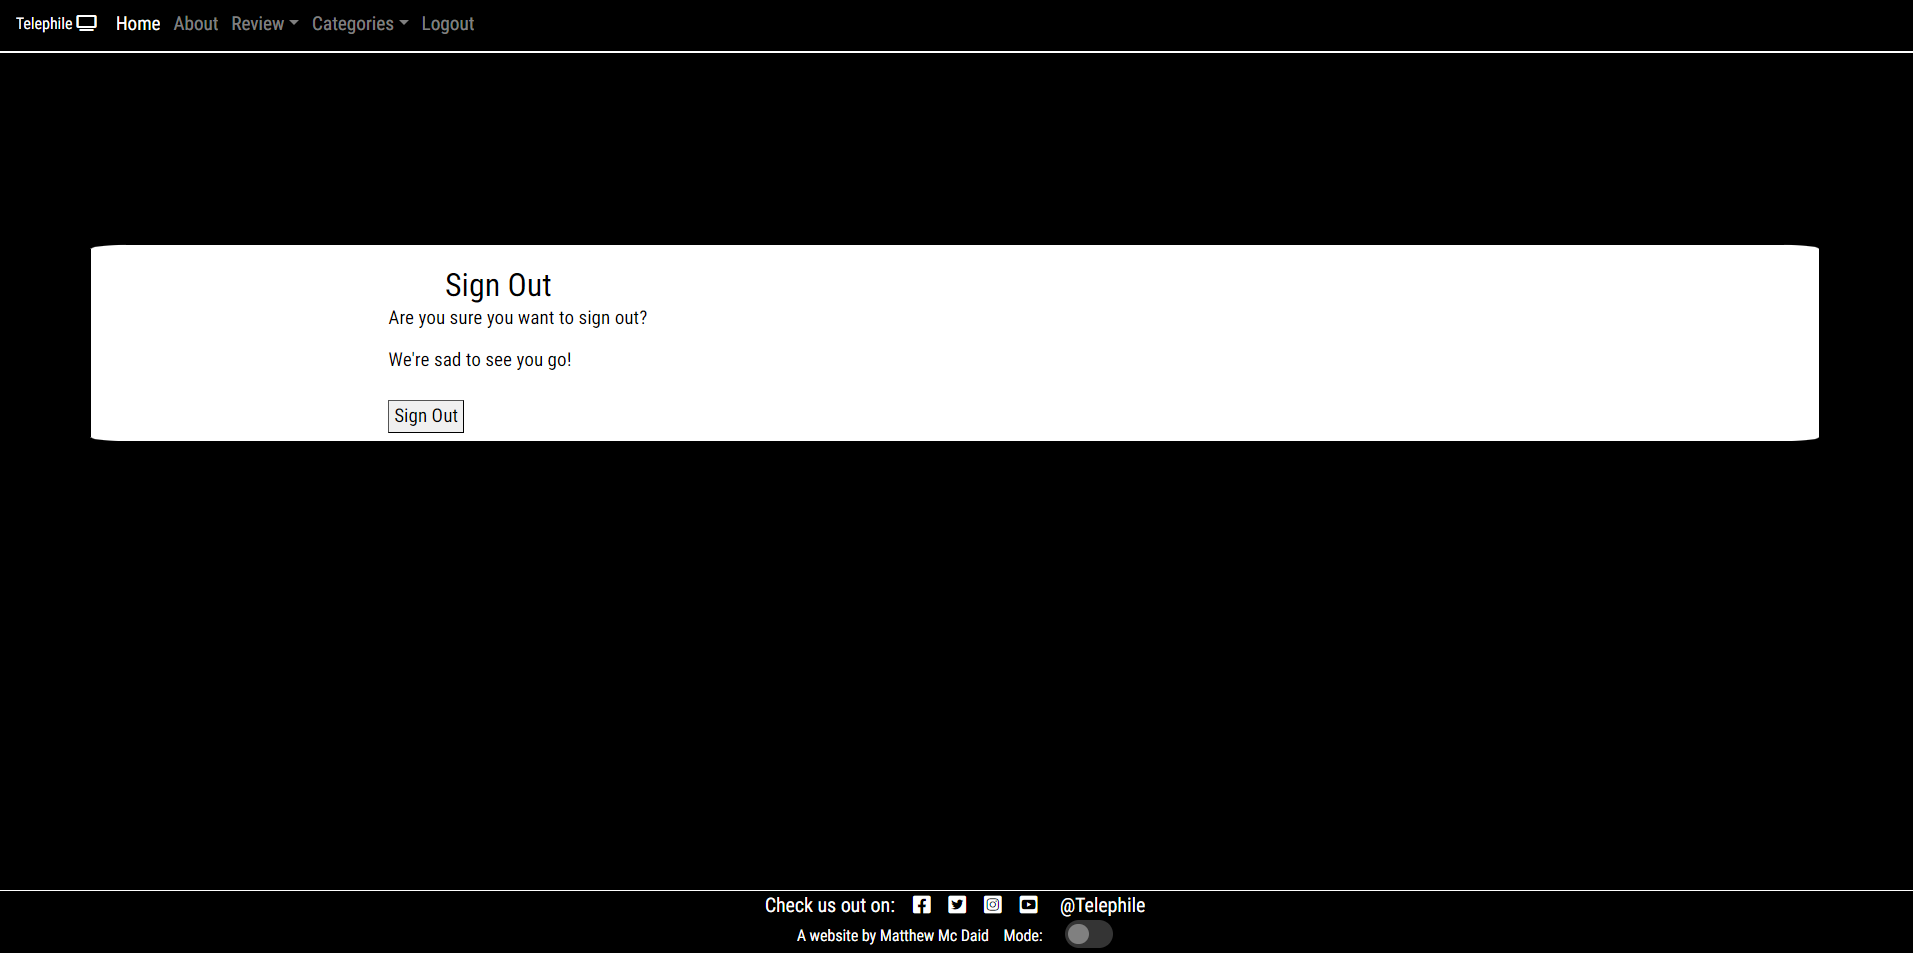 Telephile Home About Review Categories Logout
Sign Out
Are you sure you want to sign out?
We're sad to see you go!
Sign Out
Check us out on: @Telephile
A website by Matthew Mc Daid Mode: